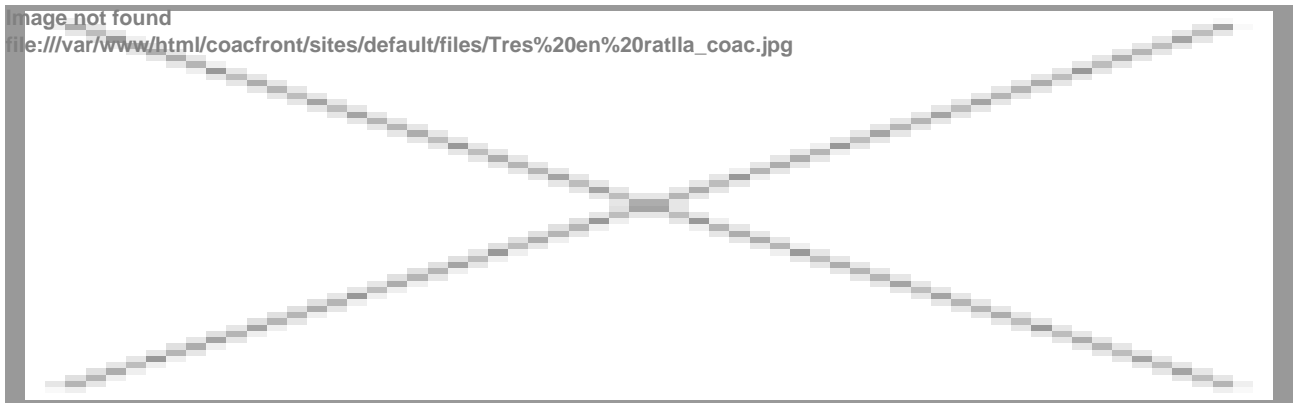 Image not found
file:///var/www/html/coacfront/sites/default/files/Tres%20en%20ratlla_coac.jpg